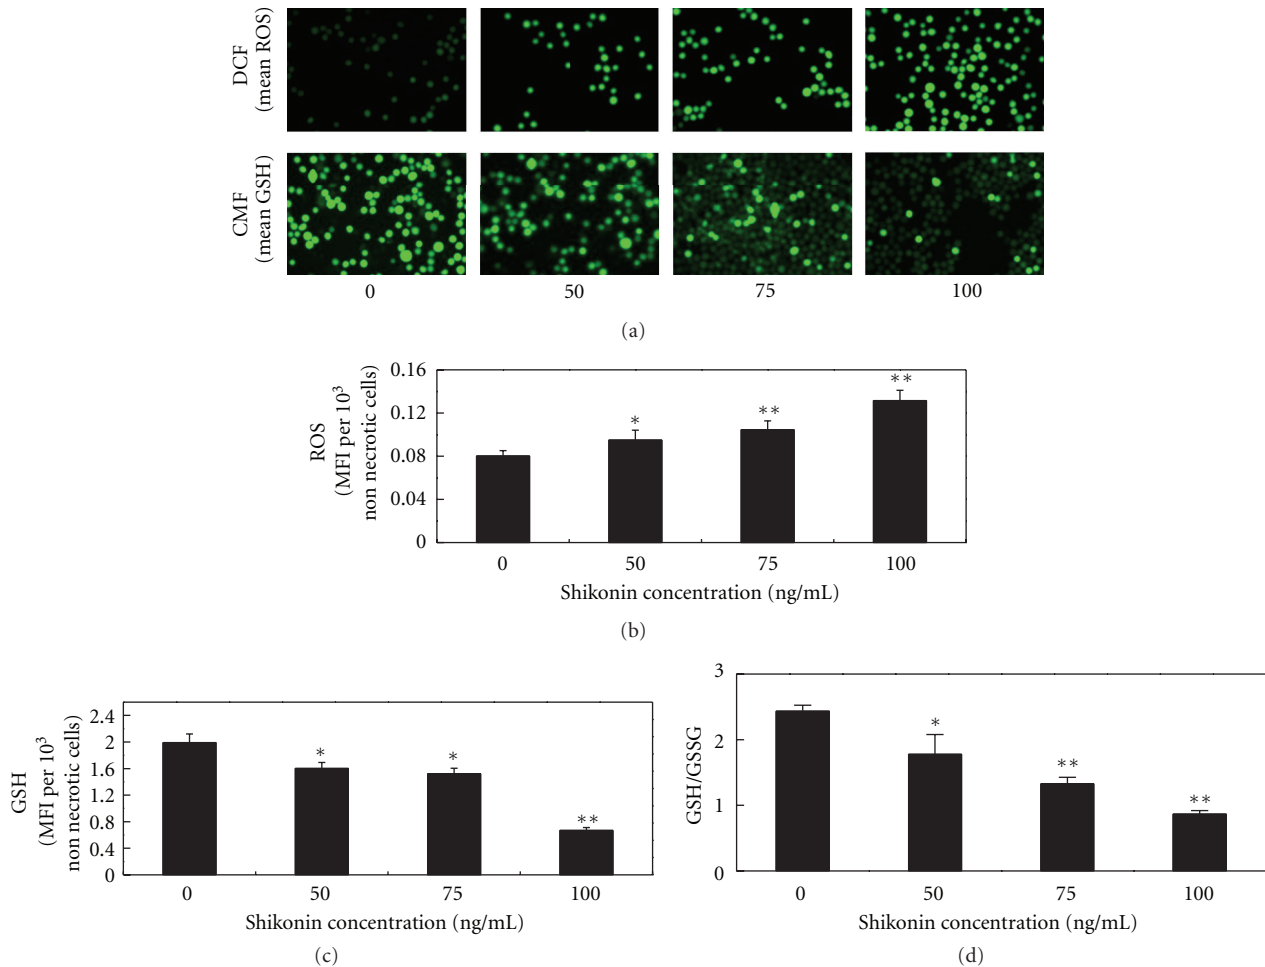 DCF
(mean ROS)
CMF
(mean GSH)
0 50 75 100
(a)
ROS
(MFI per 10³
non necrotic cells)
0.16
0.12
0.08
0.04
0
* ** **
0 50 75 100
Shikonin concentration (ng/mL)
(b)
GSH
(MFI per 10³
non necrotic cells)
2.4
2
1.6
1.2
0.8
0.4
0
* * **
0 50 75 100
Shikonin concentration (ng/mL)
(c)
GSH/GSSG
3
2
1
0
* ** **
0 50 75 100
Shikonin concentration (ng/mL)
(d)